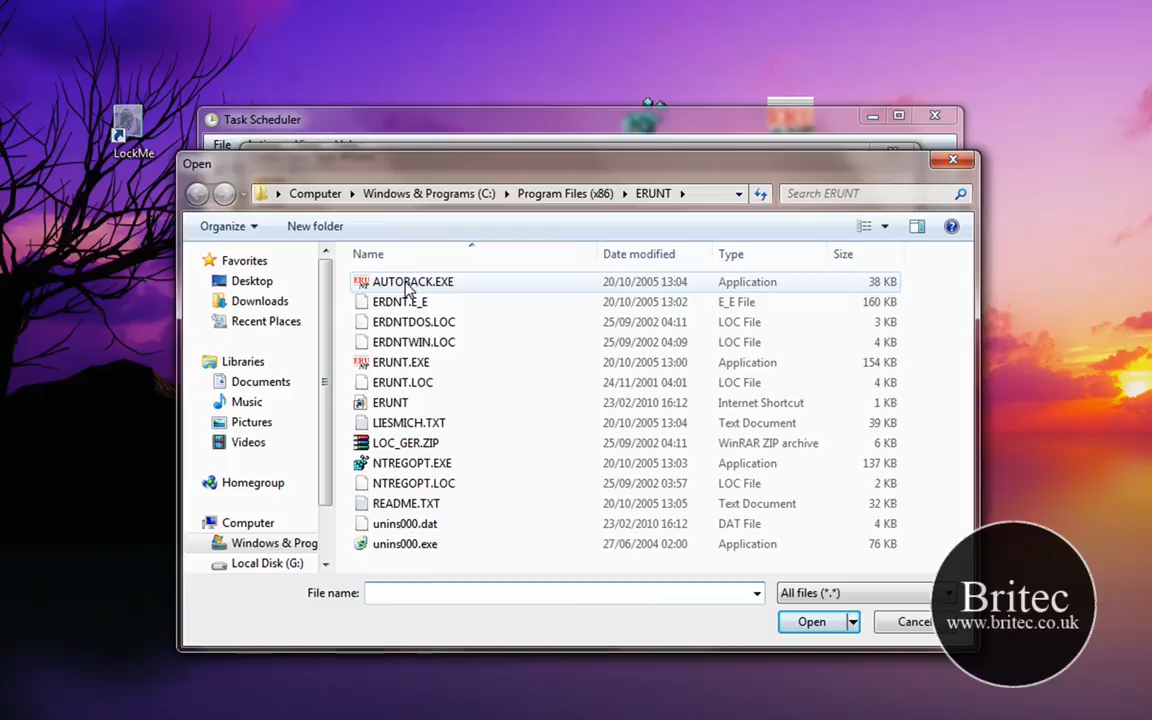 LockMe
Task Scheduler
File
Open
Computer Windows & Programs (C:) Program Files (x86) ERUNT
Search ERUNT
Organize New folder
Name Date modified Type Size
Favorites
Desktop
Downloads
Recent Places
Libraries
Documents
Music
Pictures
Videos
Homegroup
Computer
Windows & Prog
Local Disk (G:)
AUTOBACK.EXE 20/10/2005 13:04 Application 38 KB
ERDNT.E_E 20/10/2005 13:02 E_E File 160 KB
ERDNTDOS.LOC 25/09/2002 04:11 LOC File 3 KB
ERDNTWIN.LOC 25/09/2002 04:09 LOC File 4 KB
ERUNT.EXE 20/10/2005 13:00 Application 154 KB
ERUNT.LOC 24/11/2001 04:01 LOC File 4 KB
ERUNT 23/02/2010 16:12 Internet Shortcut 1 KB
LIESMICH.TXT 20/10/2005 13:04 Text Document 39 KB
LOC_GER.ZIP 25/09/2002 04:11 WinRAR ZIP archive 6 KB
NTREGOPT.EXE 20/10/2005 13:03 Application 137 KB
NTREGOPT.LOC 25/09/2002 03:57 LOC File 2 KB
README.TXT 20/10/2005 13:05 Text Document 32 KB
unins000.dat 23/02/2010 16:12 DAT File 4 KB
unins000.exe 27/06/2004 02:00 Application 76 KB
File name: All files (*.*)
Open Cancel
Britec
www.britec.co.uk